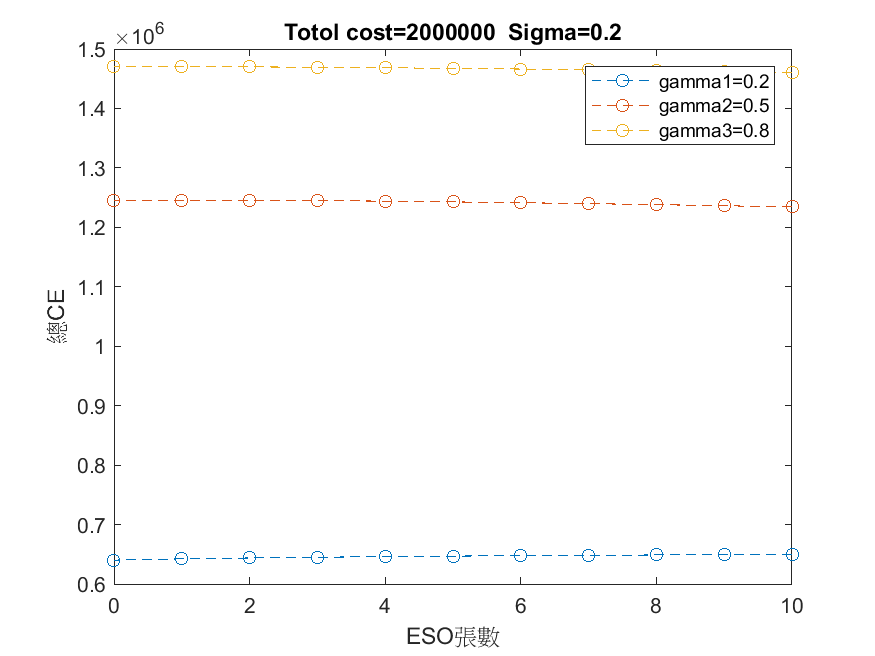 Totol cost=2000000  Sigma=0.2
×10⁶
1.5
1.4
1.3
1.2
1.1
1
0.9
0.8
0.7
0.6
總CE
gamma1=0.2
gamma2=0.5
gamma3=0.8
0 2 4 6 8 10
ESO張數